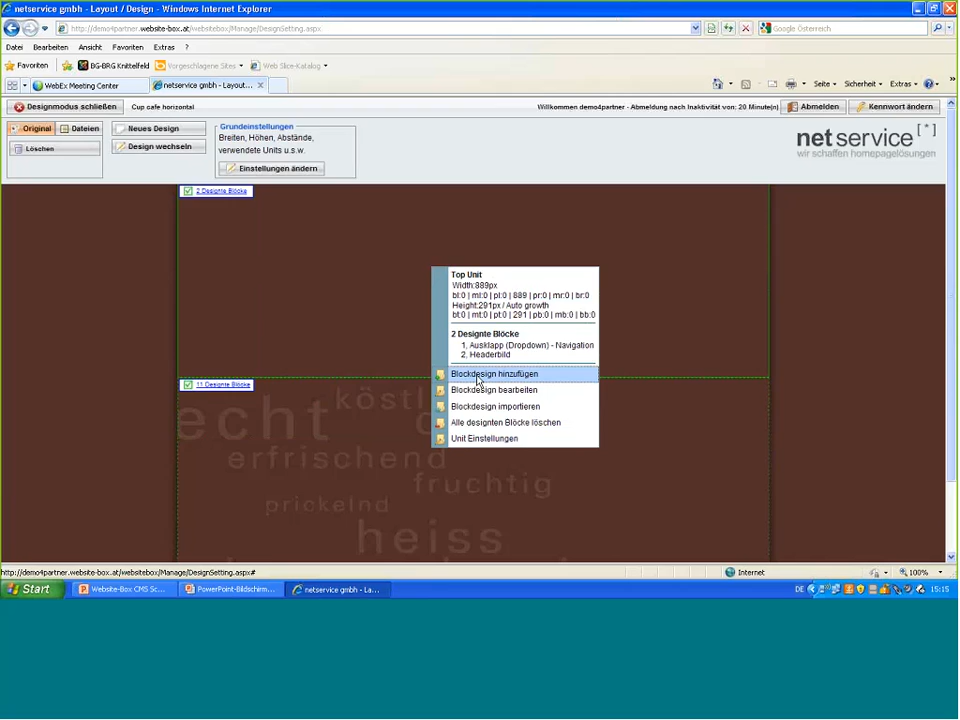 netservice gmbh - Layout / Design - Windows Internet Explorer
http://demo4partner.website-box.at/websitebox/Manage/DesignSetting.aspx
Google Österreich
Datei Bearbeiten Ansicht Favoriten Extras ?
Favoriten BG-BRG Knittelfeld Vorgeschlagene Sites Web Slice-Katalog
WebEx Meeting Center netservice gmbh - Layout... Seite Sicherheit Extras
Designmodus schließen Cup cafe horizontal Willkommen demo4partner - Abmeldung nach Inaktivität von: 20 Minute(n) Abmelden Kennwort ändern
Original Dateien Neues Design Grundeinstellungen
Löschen Design wechseln Breiten, Höhen, Abstände,
verwendete Units u.s.w.
Einstellungen ändern
net service [*]
wir schaffen homepagelösungen
2 Designte Blöcke
Top Unit
Width:889px
bl:0 | ml:0 | pl:0 | 889 | pr:0 | mr:0 | br:0
Height:291px / Auto growth
bt:0 | mt:0 | pt:0 | 291 | pb:0 | mb:0 | bb:0
2 Designte Blöcke
1, Ausklapp (Dropdown) - Navigation
2, Headerbild
Blockdesign hinzufügen
Blockdesign bearbeiten
Blockdesign importieren
Alle designten Blöcke löschen
Unit Einstellungen
11 Designte Blöcke
echt
köstl
erfrischend
fruchtig
prickelnd
heiss
http://demo4partner.website-box.at/websitebox/Manage/DesignSetting.aspx# Internet 100%
Start Website-Box CMS Sc... PowerPoint-Bildschirm... netservice gmbh - La... DE 15:15